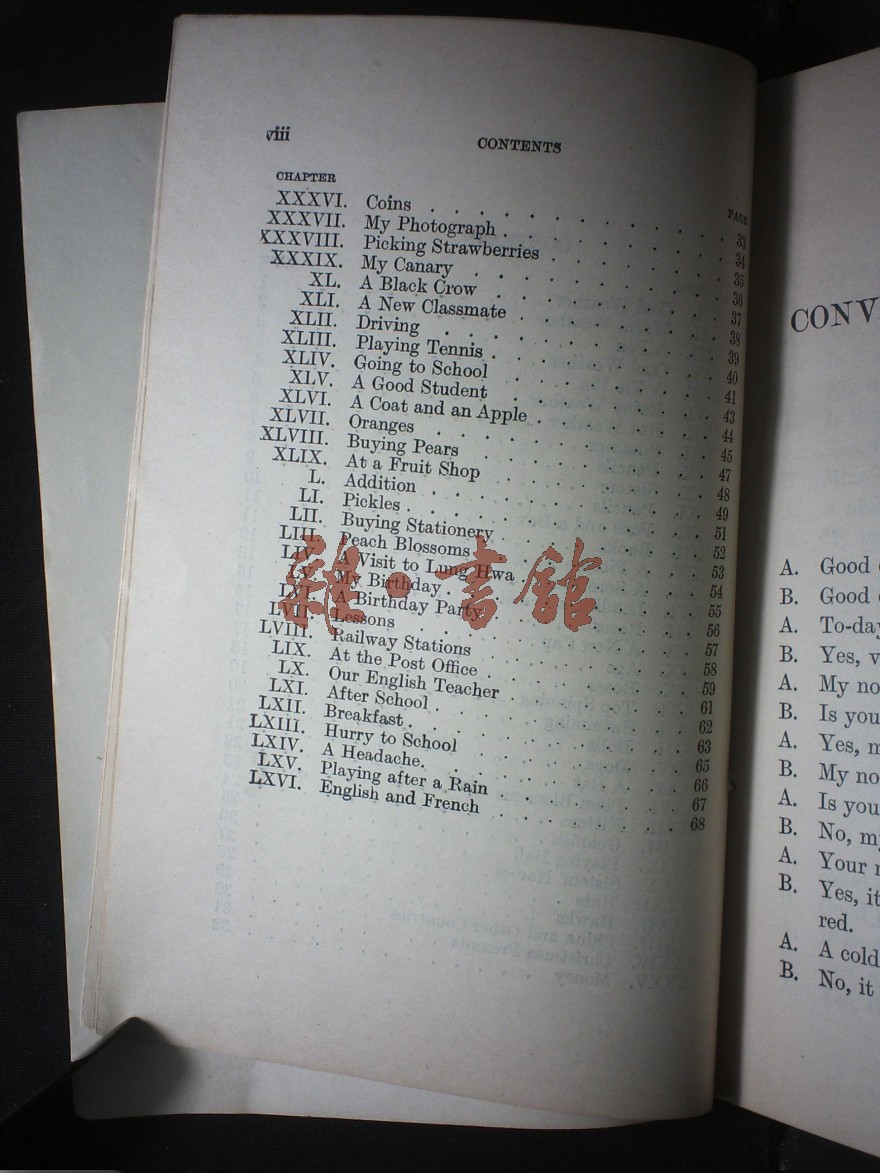 viii CONTENTS
CHAPTER PAGE
XXXVI. Coins . . . . . . . . . 33
XXXVII. My Photograph . . . . . . . 34
XXXVIII. Picking Strawberries . . . . . . 35
XXXIX. My Canary . . . . . . . . 36
XL. A Black Crow . . . . . . . 37
XLI. A New Classmate . . . . . . . 38
XLII. Driving . . . . . . . . 39
XLIII. Playing Tennis . . . . . . . 40
XLIV. Going to School . . . . . . . 41
XLV. A Good Student . . . . . . . 43
XLVI. A Coat and an Apple . . . . . . 44
XLVII. Oranges . . . . . . . . 45
XLVIII. Buying Pears . . . . . . . 47
XLIX. At a Fruit Shop . . . . . . . 48
L. Addition . . . . . . . . 49
LI. Pickles . . . . . . . . 51
LII. Buying Stationery . . . . . . 52
LIII. Peach Blossoms . . . . . . . 53
LIV. A Visit to Lung Hwa . . . . . . 54
LV. My Birthday . . . . . . . 55
LVI. A Birthday Party . . . . . . 56
LVII. Lessons . . . . . . . . 57
LVIII. Railway Stations . . . . . . 58
LIX. At the Post Office . . . . . . 59
LX. Our English Teacher . . . . . . 61
LXI. After School . . . . . . . 62
LXII. Breakfast . . . . . . . . 63
LXIII. Hurry to School . . . . . . 65
LXIV. A Headache . . . . . . . 66
LXV. Playing after a Rain . . . . . . 67
LXVI. English and French . . . . . . 68
雜·書舘
CONV
A. Good
B. Good
A. To-day
B. Yes, v
A. My no
B. Is you
A. Yes, m
B. My no
A. Is you
B. No, my
A. Your
B. Yes, it
red.
A. A cold
B. No, it